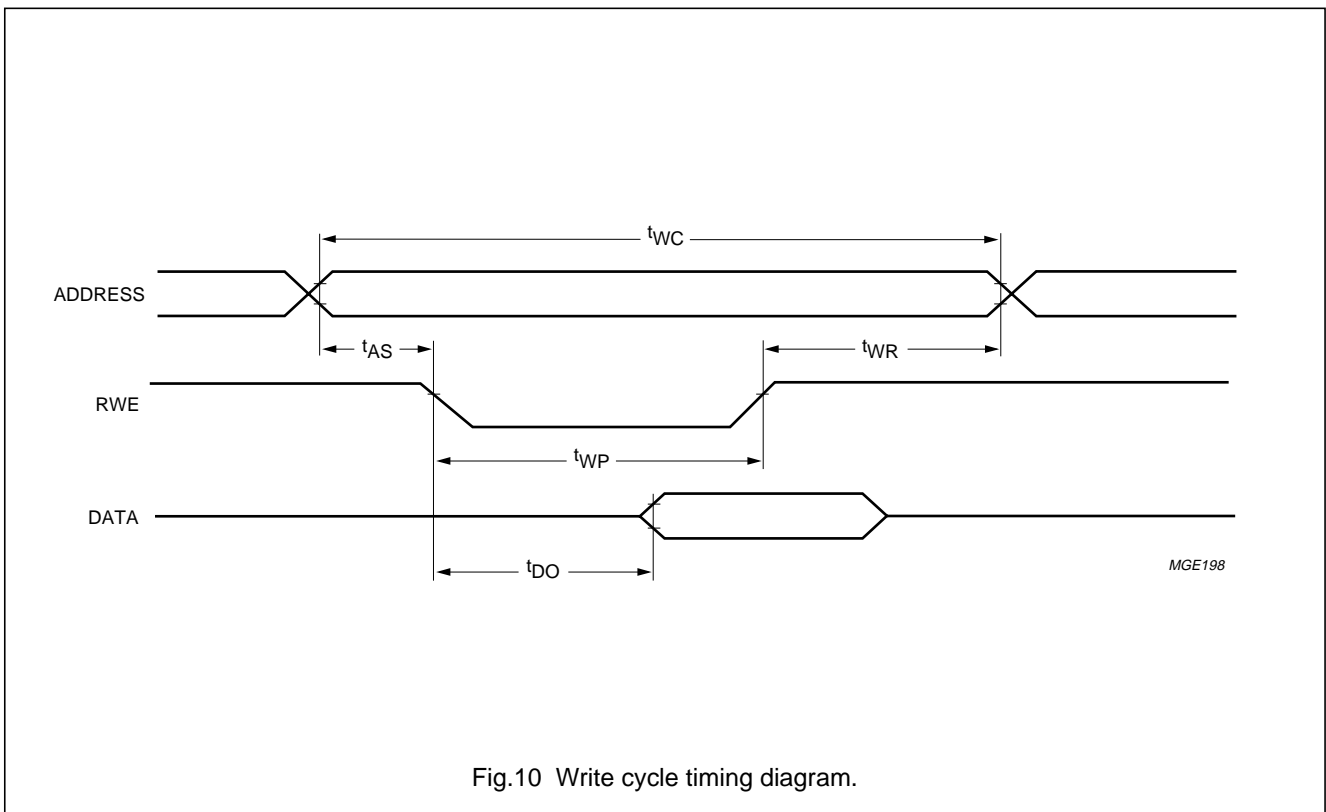 tWC
ADDRESS
tAS
tWR
RWE
tWP
DATA
tDO
MGE198
Fig.10 Write cycle timing diagram.